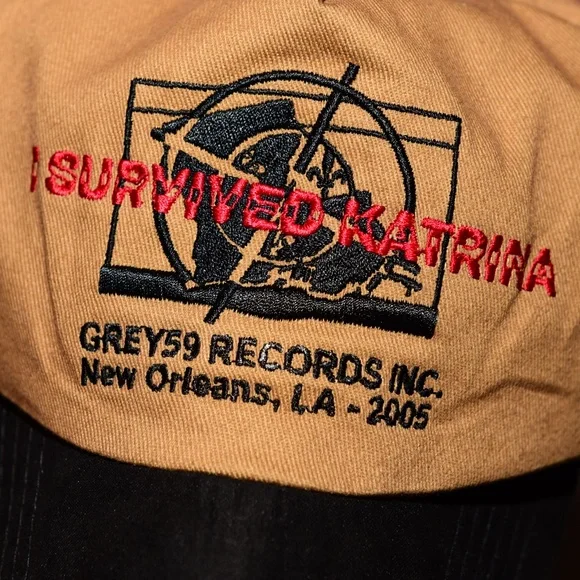 I SURVIVED KATRINA
GREY59 RECORDS INC.
New Orleans, LA - 2005